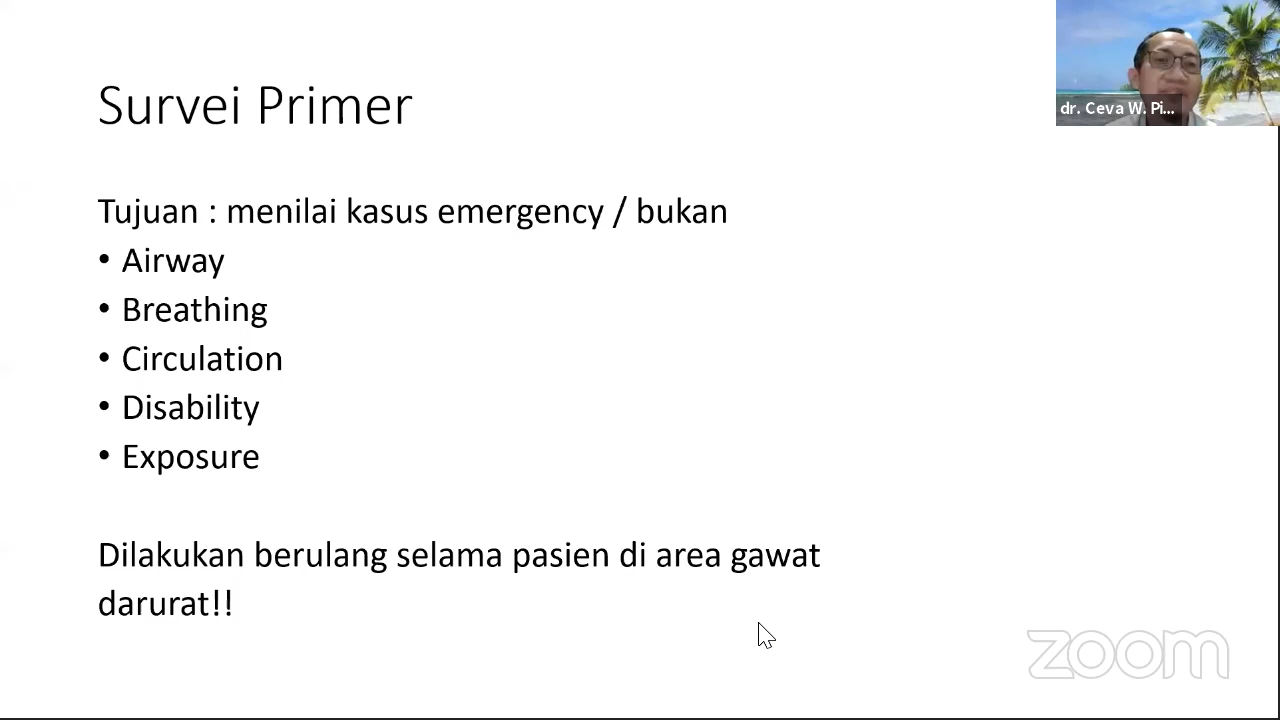 Survei Primer
dr. Ceva W. Pi...
Tujuan : menilai kasus emergency / bukan
• Airway
• Breathing
• Circulation
• Disability
• Exposure
Dilakukan berulang selama pasien di area gawat
darurat!!
zoom